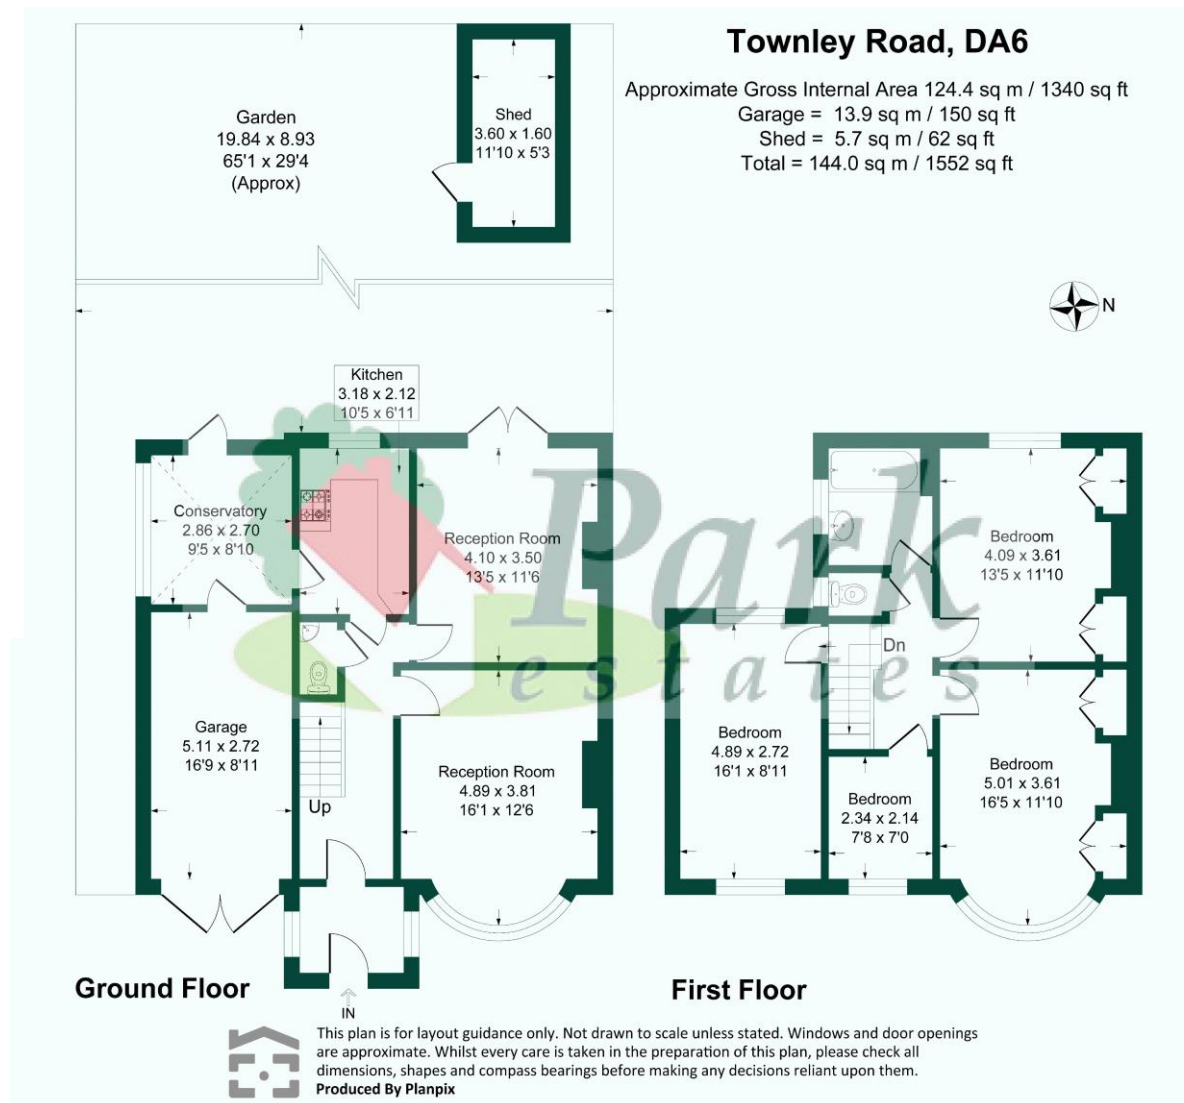 Townley Road, DA6
Approximate Gross Internal Area 124.4 sq m / 1340 sq ft
Garage = 13.9 sq m / 150 sq ft
Shed = 5.7 sq m / 62 sq ft
Total = 144.0 sq m / 1552 sq ft
Garden
19.84 x 8.93
65'1 x 29'4
(Approx)
Shed
3.60 x 1.60
11'10 x 5'3
N
Kitchen
3.18 x 2.12
10'5 x 6'11
Conservatory
2.86 x 2.70
9'5 x 8'10
Reception Room
4.10 x 3.50
13'5 x 11'6
Park
estates
Garage
5.11 x 2.72
16'9 x 8'11
Up
Reception Room
4.89 x 3.81
16'1 x 12'6
IN
Ground Floor
Bedroom
4.09 x 3.61
13'5 x 11'10
Dn
Bedroom
4.89 x 2.72
16'1 x 8'11
Bedroom
2.34 x 2.14
7'8 x 7'0
Bedroom
5.01 x 3.61
16'5 x 11'10
First Floor
This plan is for layout guidance only. Not drawn to scale unless stated. Windows and door openings
are approximate. Whilst every care is taken in the preparation of this plan, please check all
dimensions, shapes and compass bearings before making any decisions reliant upon them.
Produced By Planpix